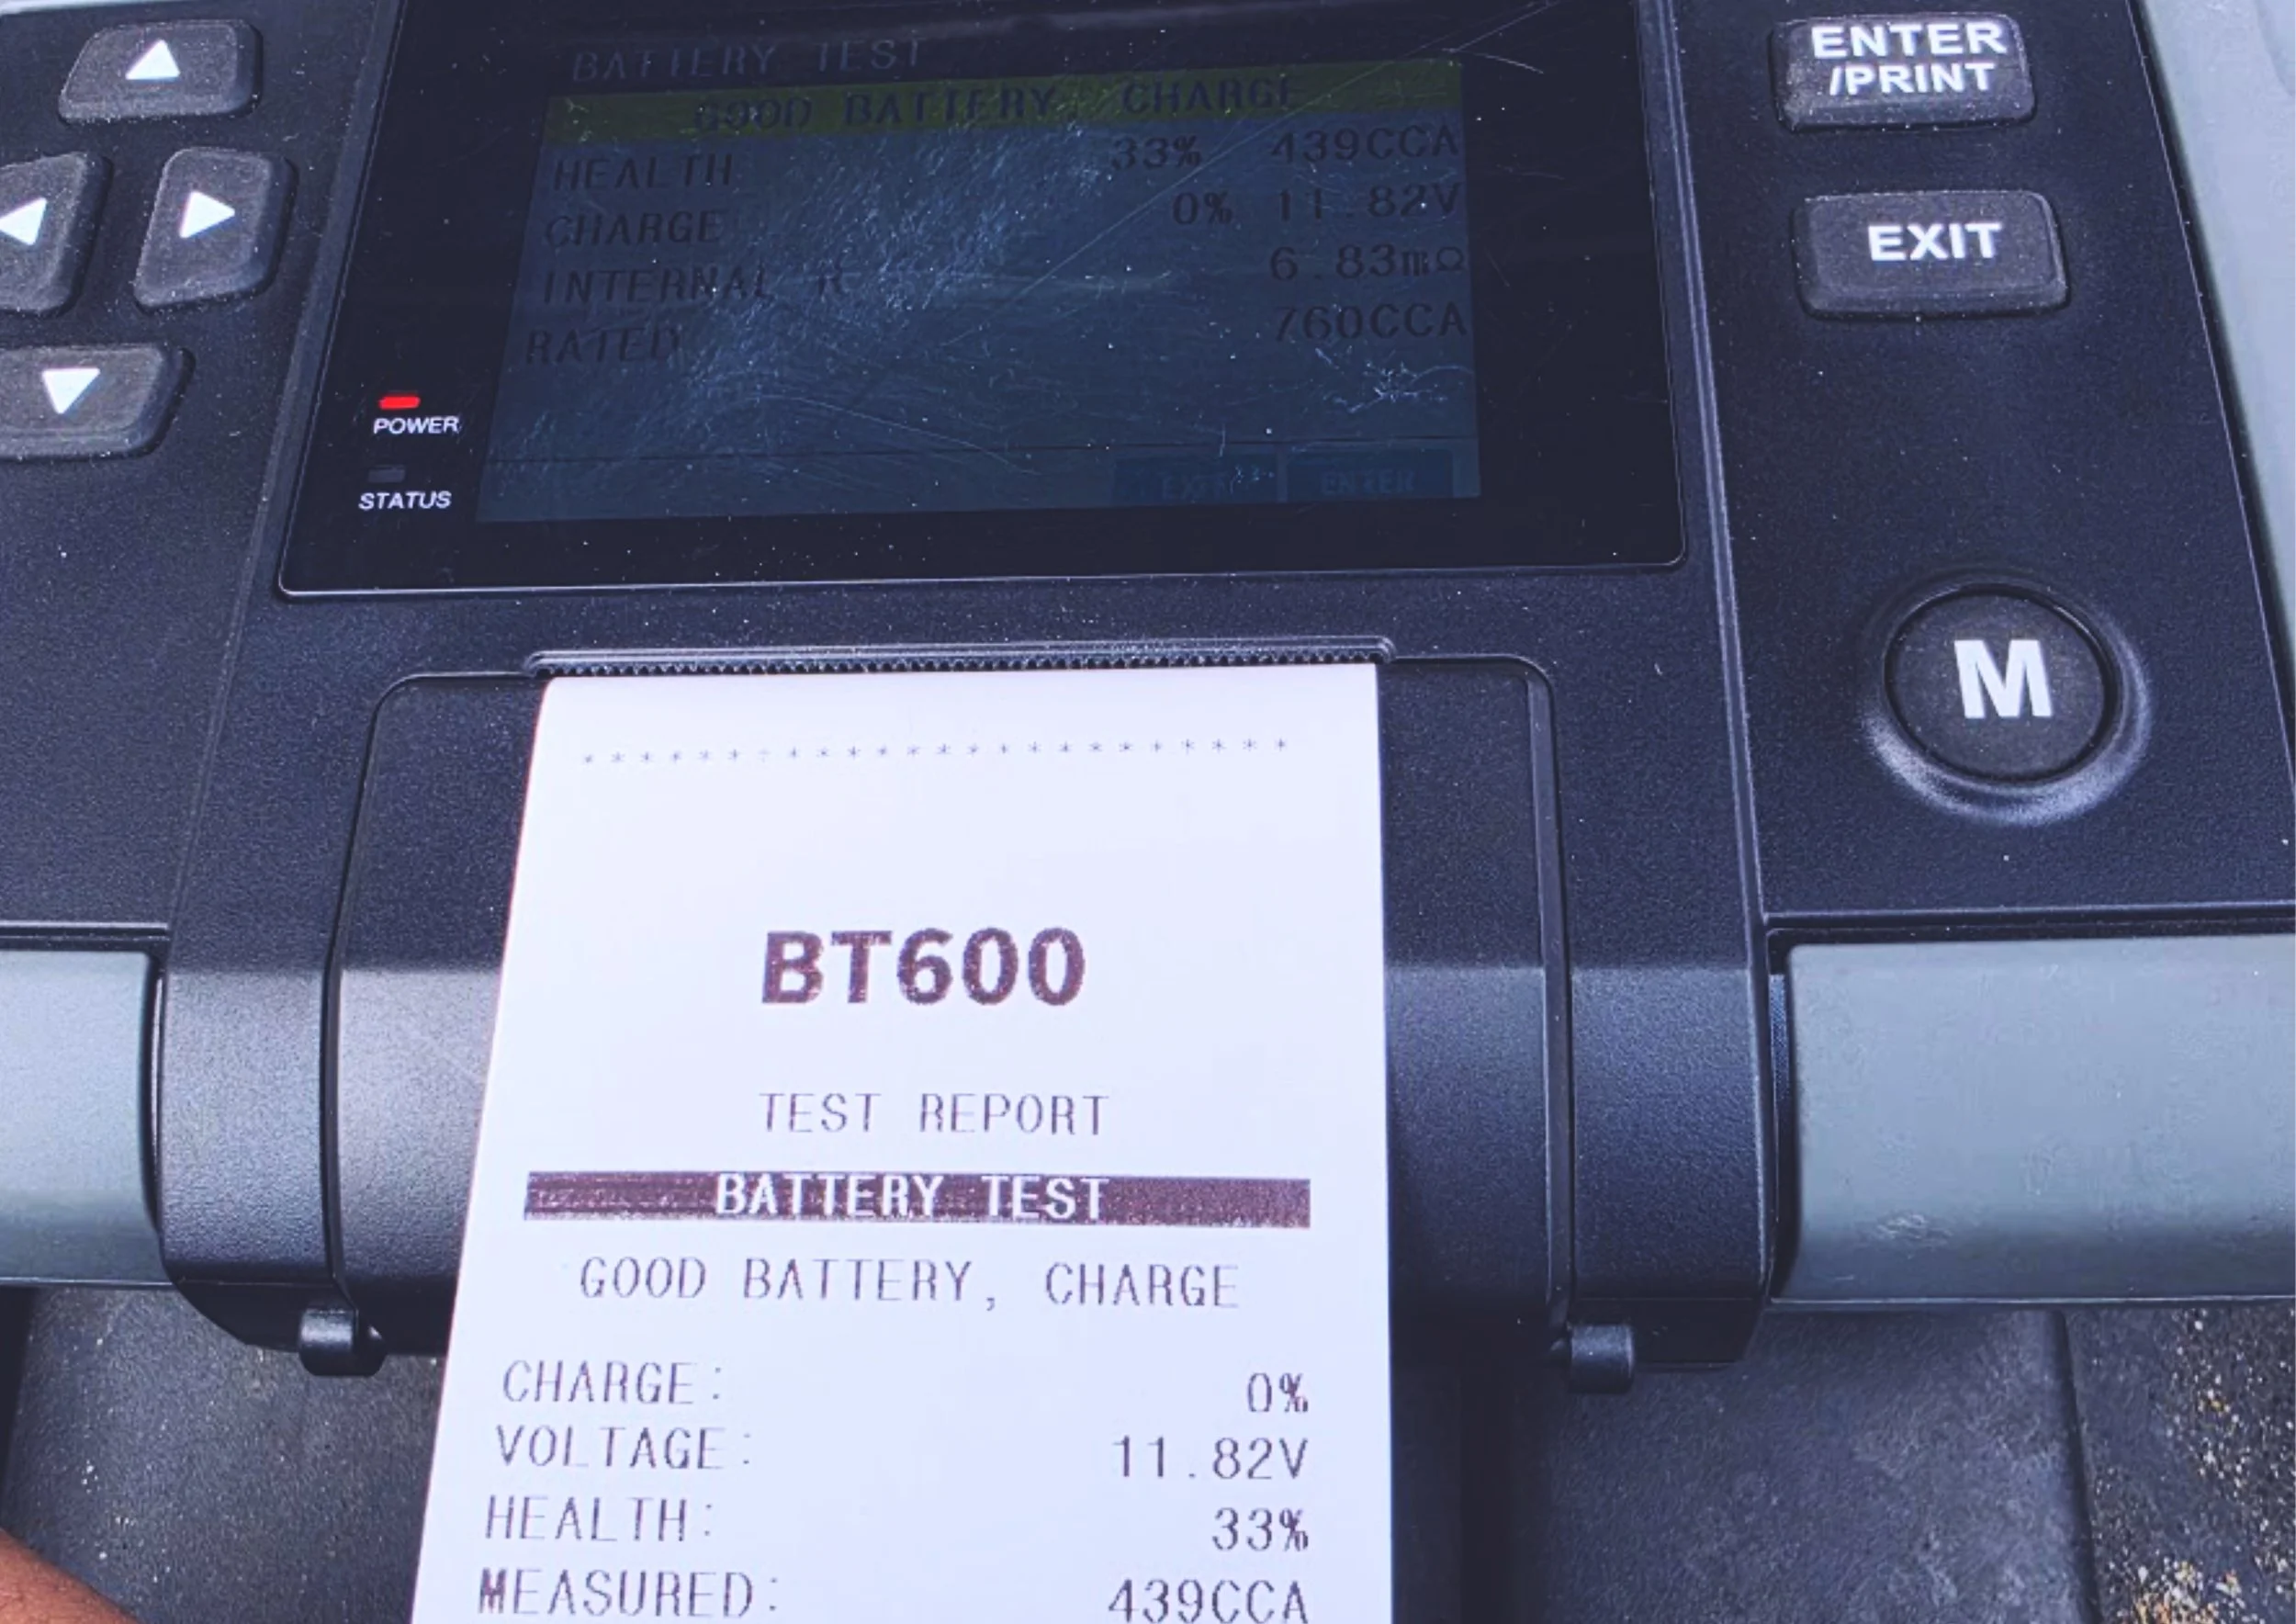 BATTERY TEST
GOOD BATTERY, CHARGE
HEALTH 33% 439CCA
CHARGE 0% 11.82V
INTERNAL R 6.83mΩ
RATED 760CCA
EXIT ENTER
POWER
STATUS
ENTER
/PRINT
EXIT
M
************************
BT600
TEST REPORT
BATTERY TEST
GOOD BATTERY, CHARGE
CHARGE: 0%
VOLTAGE: 11.82V
HEALTH: 33%
MEASURED: 439CCA